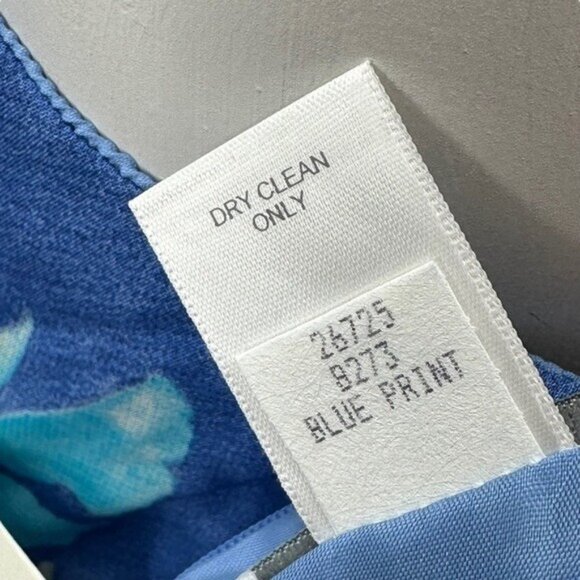 DRY CLEAN
ONLY
26725
8273
BLUE PRINT